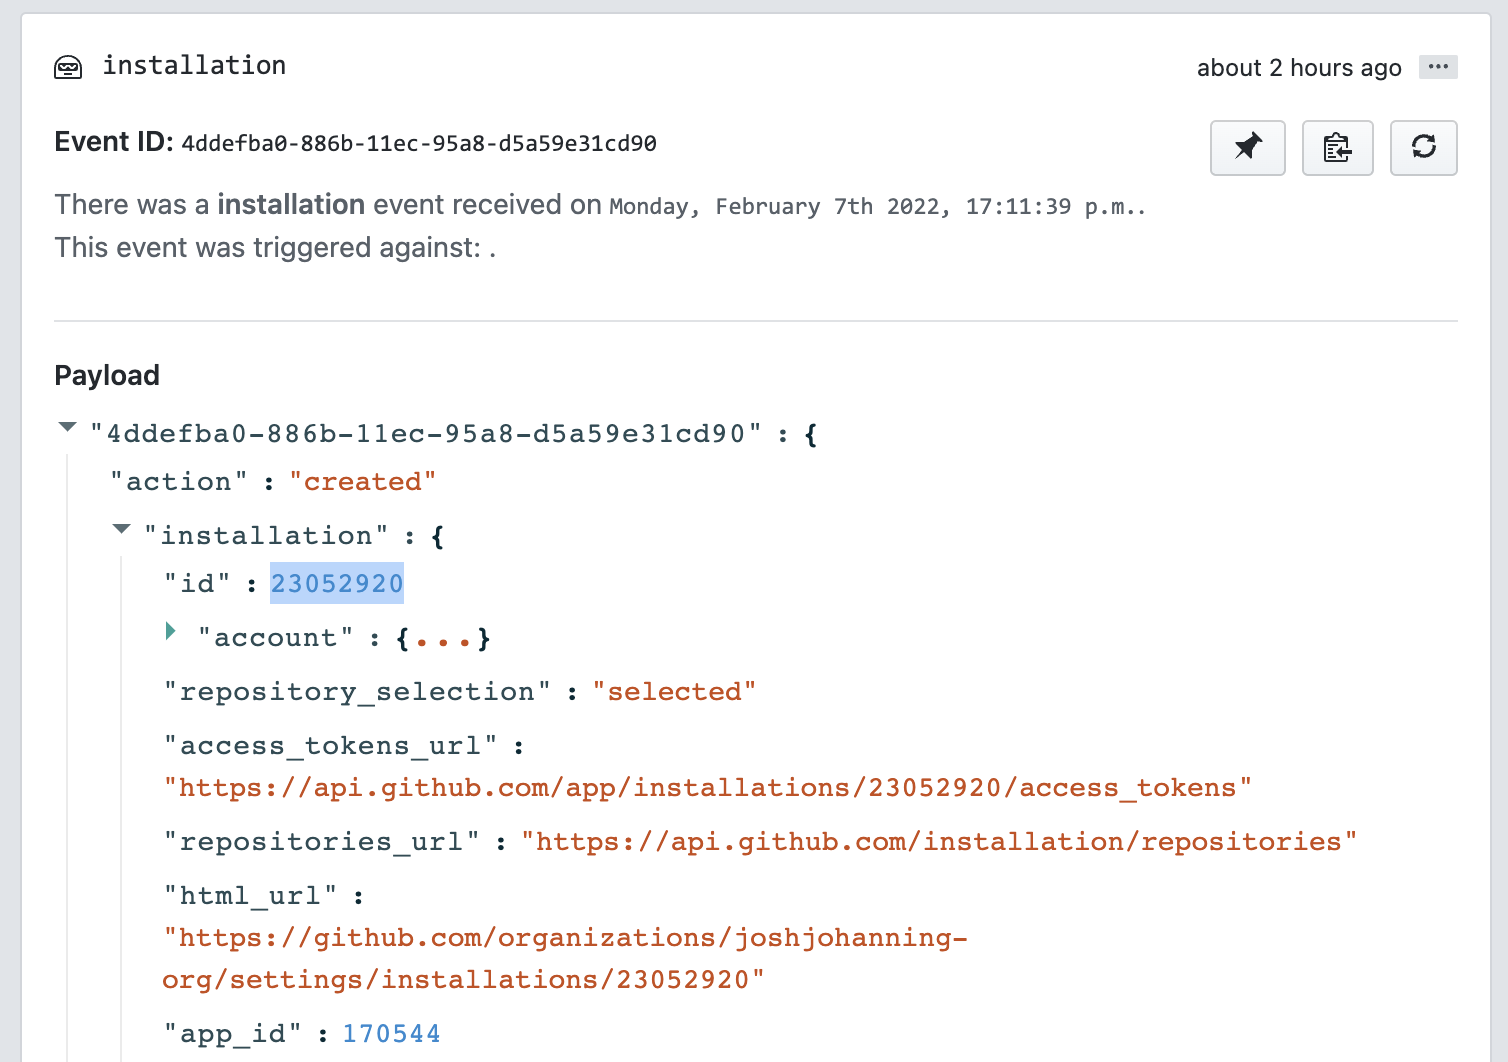 installation
about 2 hours ago
Event ID: 4ddefba0-886b-11ec-95a8-d5a59e31cd90
There was a installation event received on Monday, February 7th 2022, 17:11:39 p.m..
This event was triggered against: .
Payload
"4ddefba0-886b-11ec-95a8-d5a59e31cd90" : {
"action" : "created"
"installation" : {
"id" : 23052920
"account" : {...}
"repository_selection" : "selected"
"access_tokens_url" :
"https://api.github.com/app/installations/23052920/access_tokens"
"repositories_url" : "https://api.github.com/installation/repositories"
"html_url" :
"https://github.com/organizations/joshjohanning-
org/settings/installations/23052920"
"app_id" : 170544